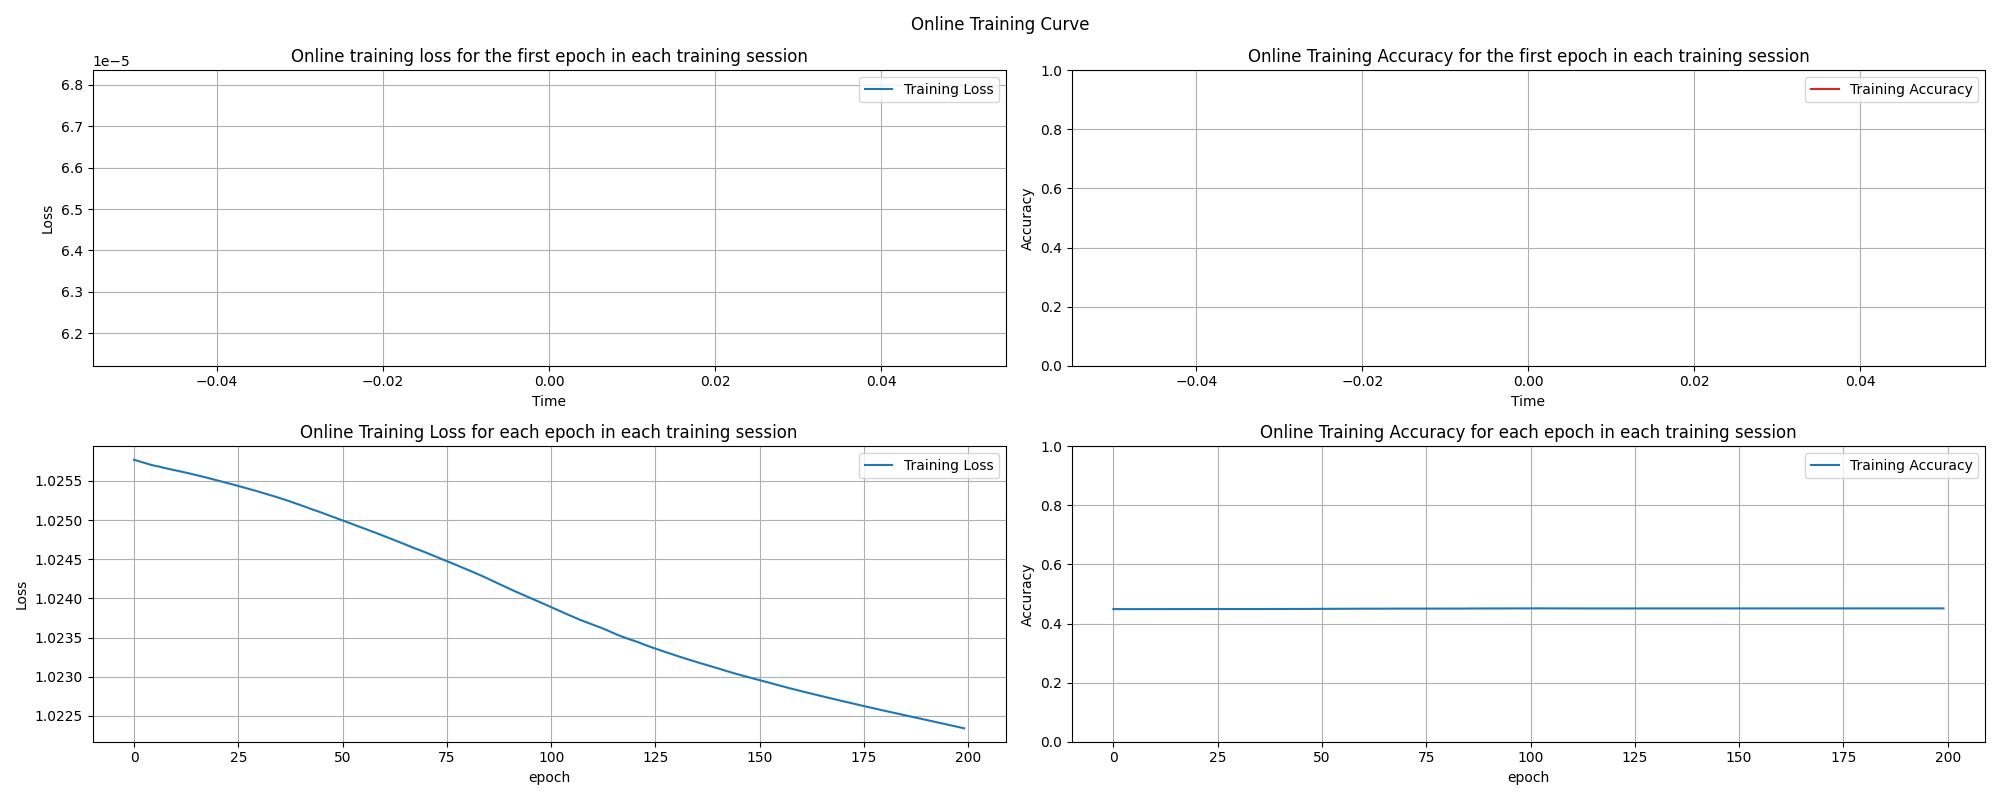 Online Training Curve
Online training loss for the first epoch in each training session
1e−5
6.8
6.7
6.6
6.5
6.4
6.3
6.2
Loss
Training Loss
−0.04 −0.02 0.00 0.02 0.04
Time
Online Training Accuracy for the first epoch in each training session
1.0
0.8
0.6
0.4
0.2
0.0
Accuracy
Training Accuracy
−0.04 −0.02 0.00 0.02 0.04
Time
Online Training Loss for each epoch in each training session
1.0255
1.0250
1.0245
1.0240
1.0235
1.0230
1.0225
Loss
Training Loss
0 25 50 75 100 125 150 175 200
epoch
Online Training Accuracy for each epoch in each training session
1.0
0.8
0.6
0.4
0.2
0.0
Accuracy
Training Accuracy
0 25 50 75 100 125 150 175 200
epoch